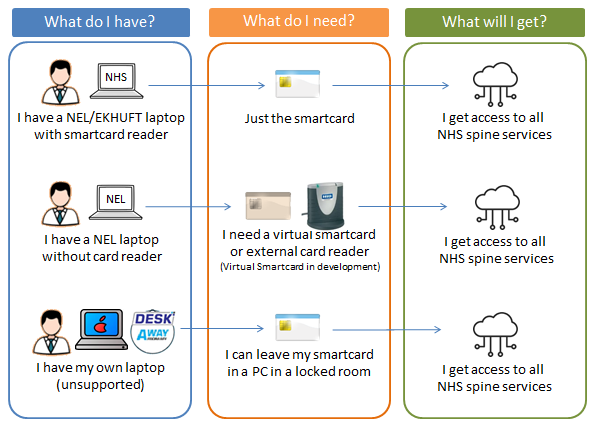 What do I have?
What do I need?
What will I get?
NHS
I have a NEL/EKHUFT laptop
with smartcard reader
Just the smartcard
I get access to all
NHS spine services
NEL
I have a NEL laptop
without card reader
I need a virtual smartcard
or external card reader
(Virtual Smartcard in development)
I get access to all
NHS spine services
DESK
AWAY
I have my own laptop
(unsupported)
I can leave my smartcard
in a PC in a locked room
I get access to all
NHS spine services